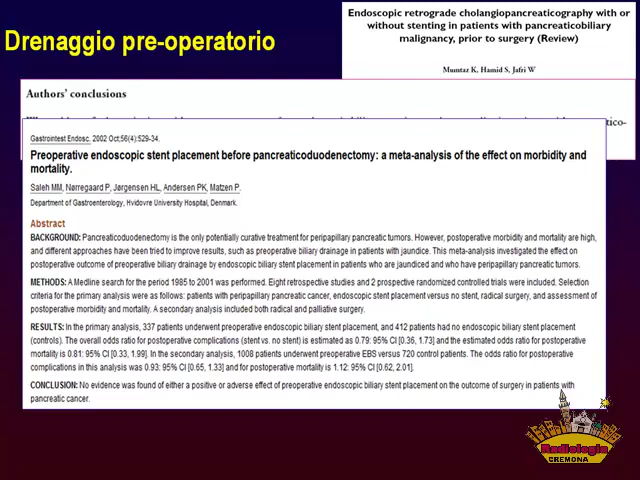 Drenaggio pre-operatorio
Endoscopic retrograde cholangiopancreaticography with or
without stenting in patients with pancreaticobiliary
malignancy, prior to surgery (Review)
Mumtaz K, Hamid S, Jafri W
Authors' conclusions
Gastrointest Endosc. 2002 Oct;56(4):529-34.
Preoperative endoscopic stent placement before pancreaticoduodenectomy: a meta-analysis of the effect on morbidity and
mortality.
Saleh MM, Nørregaard P, Jørgensen HL, Andersen PK, Matzen P.
Department of Gastroenterology, Hvidovre University Hospital, Denmark.
Abstract
BACKGROUND: Pancreaticoduodenectomy is the only potentially curative treatment for peripapillary pancreatic tumors. However, postoperative morbidity and mortality are high,
and different approaches have been tried to improve results, such as preoperative biliary drainage in patients with jaundice. This meta-analysis investigated the effect on
postoperative outcome of preoperative biliary drainage by endoscopic biliary stent placement in patients who are jaundiced and who have peripapillary pancreatic tumors.
METHODS: A Medline search for the period 1985 to 2001 was performed. Eight retrospective studies and 2 prospective randomized controlled trials were included. Selection
criteria for the primary analysis were as follows: patients with peripapillary pancreatic cancer, endoscopic stent placement versus no stent, radical surgery, and assessment of
postoperative morbidity and mortality. A secondary analysis included both radical and palliative surgery.
RESULTS: In the primary analysis, 337 patients underwent preoperative endoscopic biliary stent placement, and 412 patients had no endoscopic biliary stent placement
(controls). The overall odds ratio for postoperative complications (stent vs. no stent) is estimated as 0.79: 95% CI [0.36, 1.73] and the estimated odds ratio for postoperative
mortality is 0.81: 95% CI [0.33, 1.99]. In the secondary analysis, 1008 patients underwent preoperative EBS versus 720 control patients. The odds ratio for postoperative
complications in this analysis was 0.93: 95% CI [0.65, 1.33] and for postoperative mortality is 1.12: 95% CI [0.62, 2.01].
CONCLUSION: No evidence was found of either a positive or adverse effect of preoperative endoscopic biliary stent placement on the outcome of surgery in patients with
pancreatic cancer.
Radiologia
CREMONA